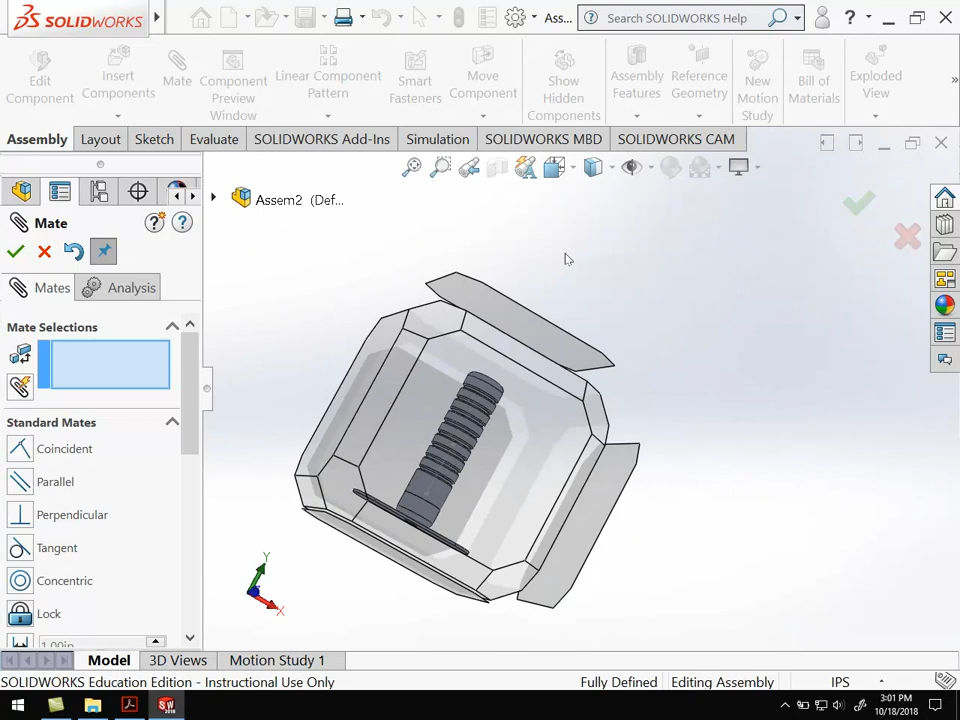 SOLIDWORKS
Ass...
Search SOLIDWORKS Help
Edit Component
Insert Components
Mate
Component Preview Window
Linear Component Pattern
Smart Fasteners
Move Component
Show Hidden Components
Assembly Features
Reference Geometry
New Motion Study
Bill of Materials
Exploded View
Assembly
Layout
Sketch
Evaluate
SOLIDWORKS Add-Ins
Simulation
SOLIDWORKS MBD
SOLIDWORKS CAM
Assem2 (Def...
Mate
Mates
Analysis
Mate Selections
Standard Mates
Coincident
Parallel
Perpendicular
Tangent
Concentric
Lock
1.00in
Y
X
Model
3D Views
Motion Study 1
SOLIDWORKS Education Edition - Instructional Use Only
Fully Defined
Editing Assembly
IPS
3:01 PM
10/18/2018